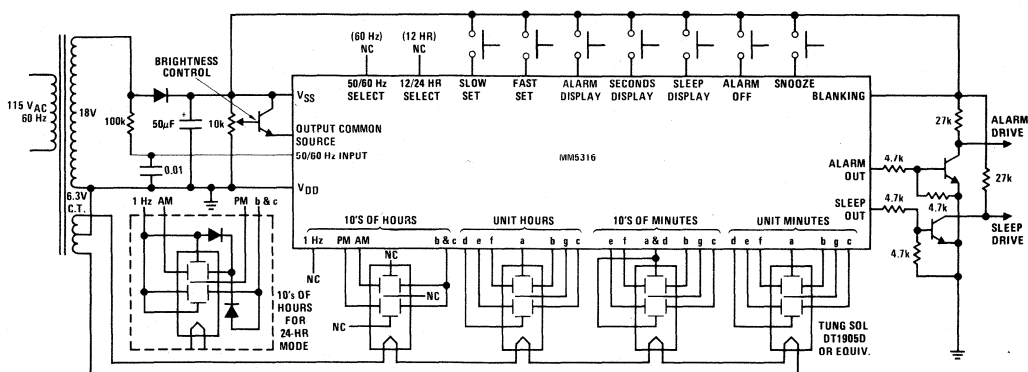 (60 Hz)
NC
(12 HR)
NC
50/60 Hz
SELECT
12/24 HR
SELECT
SLOW
SET
FAST
SET
ALARM
DISPLAY
SECONDS
DISPLAY
SLEEP
DISPLAY
ALARM
OFF
SNOOZE
BRIGHTNESS
CONTROL
115 VAC
60 Hz
18V
100k
50µF
+
10k
0.01
VSS
OUTPUT COMMON
SOURCE
50/60 Hz INPUT
VDD
MM5316
BLANKING
ALARM
OUT
SLEEP
OUT
27k
ALARM
DRIVE
4.7k
4.7k
4.7k
27k
4.7k
SLEEP
DRIVE
6.3V
C.T.
1 Hz AM
PM b & c
10's OF
HOURS
FOR
24-HR
MODE
10'S OF HOURS
UNIT HOURS
10'S OF MINUTES
UNIT MINUTES
1 Hz
PM AM
b & c
d e f a b g c
e f a & d b g c
d e f a b g c
NC
NC
NC
NC
TUNG SOL
DT1905D
OR EQUIV.